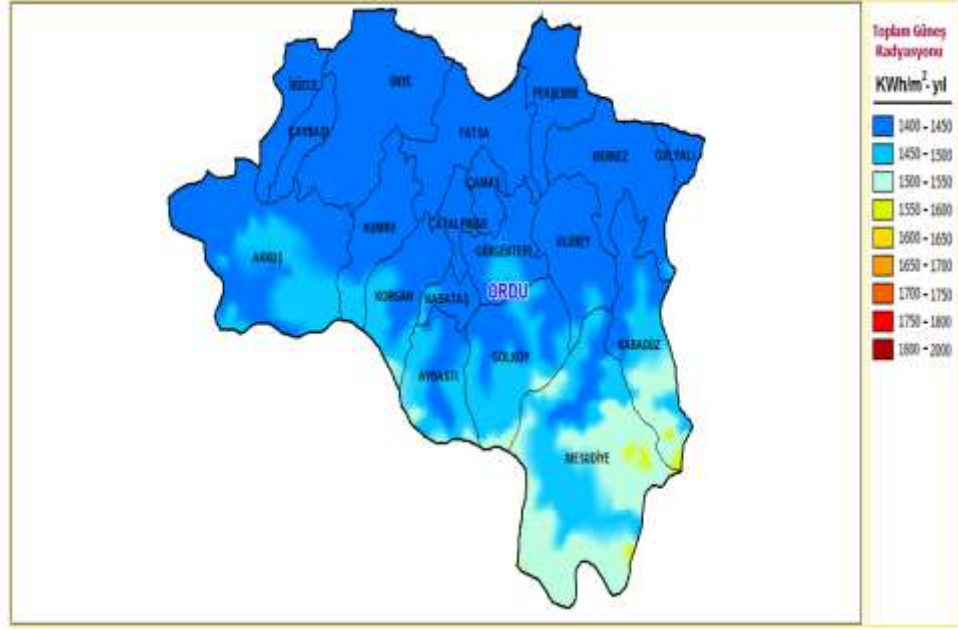 Toplam Güneş
Radyasyonu
KWh/m²-yıl
1400 - 1450
1450 - 1500
1500 - 1550
1550 - 1600
1600 - 1650
1650 - 1700
1700 - 1750
1750 - 1800
1800 - 2000
İKİZCE
ÜNYE
PERŞEMBE
ÇAYBAŞI
FATSA
MERKEZ
GÜLYALI
ÇAMAŞ
KUMRU
ÇATALPINAR
ULUBEY
GÜRGENTEPE
AKKUŞ
KORGAN
KABATAŞ
ORDU
KABADÜZ
GÖLKÖY
AYBASTI
MESUDİYE